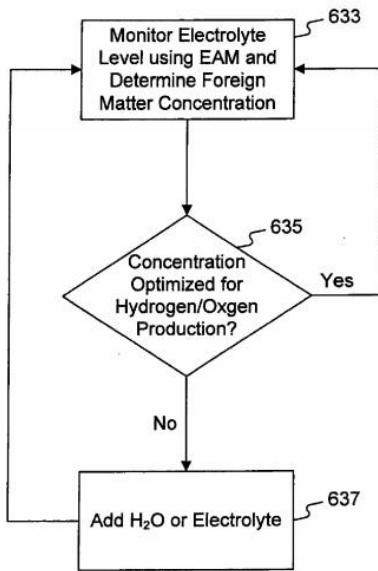 633
Monitor Electrolyte
Level using EAM and
Determine Foreign
Matter Concentration
635
Concentration
Optimized for
Hydrogen/Oxgen
Production?
Yes
No
637
Add H₂O or Electrolyte